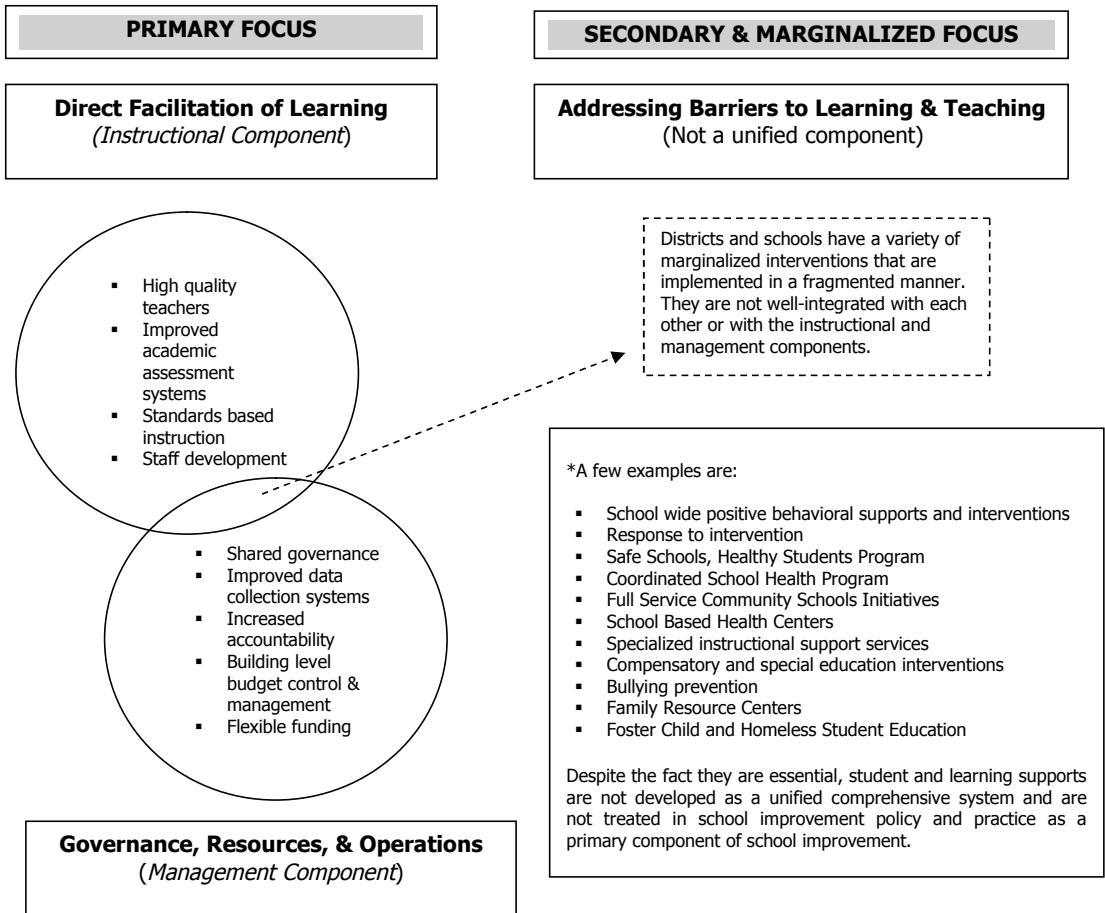 PRIMARY FOCUS
SECONDARY & MARGINALIZED FOCUS
Direct Facilitation of Learning
(Instructional Component)
Addressing Barriers to Learning & Teaching
(Not a unified component)
▪ High quality
teachers
▪ Improved
academic
assessment
systems
▪ Standards based
instruction
▪ Staff development
▪ Shared governance
▪ Improved data
collection systems
▪ Increased
accountability
▪ Building level
budget control &
management
▪ Flexible funding
Governance, Resources, & Operations
(Management Component)
Districts and schools have a variety of
marginalized interventions that are
implemented in a fragmented manner.
They are not well-integrated with each
other or with the instructional and
management components.
*A few examples are:
▪ School wide positive behavioral supports and interventions
▪ Response to intervention
▪ Safe Schools, Healthy Students Program
▪ Coordinated School Health Program
▪ Full Service Community Schools Initiatives
▪ School Based Health Centers
▪ Specialized instructional support services
▪ Compensatory and special education interventions
▪ Bullying prevention
▪ Family Resource Centers
▪ Foster Child and Homeless Student Education
Despite the fact they are essential, student and learning supports
are not developed as a unified comprehensive system and are
not treated in school improvement policy and practice as a
primary component of school improvement.